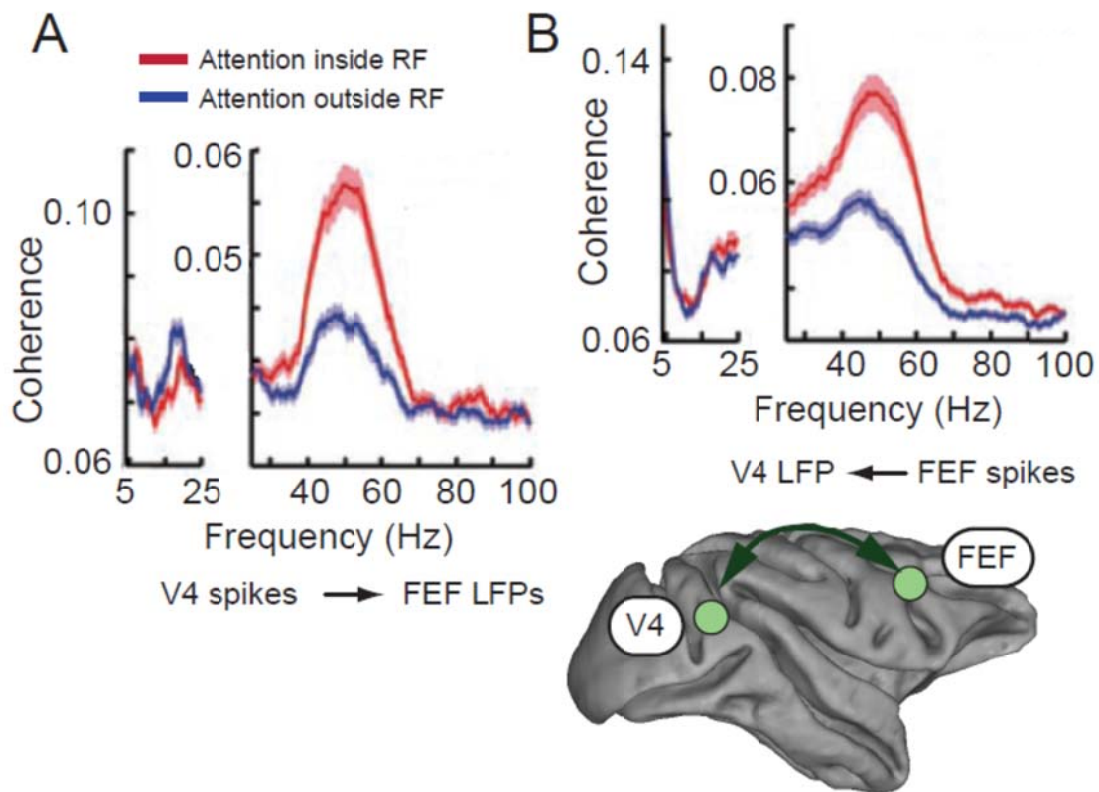 A
Attention inside RF
Attention outside RF
Coherence
0.10
0.06
0.06
0.05
5 25
40 60 80 100
Frequency (Hz)
V4 spikes → FEF LFPs
B
Coherence
0.14
0.06
0.08
0.06
5 25
40 60 80 100
Frequency (Hz)
V4 LFP ← FEF spikes
V4
FEF